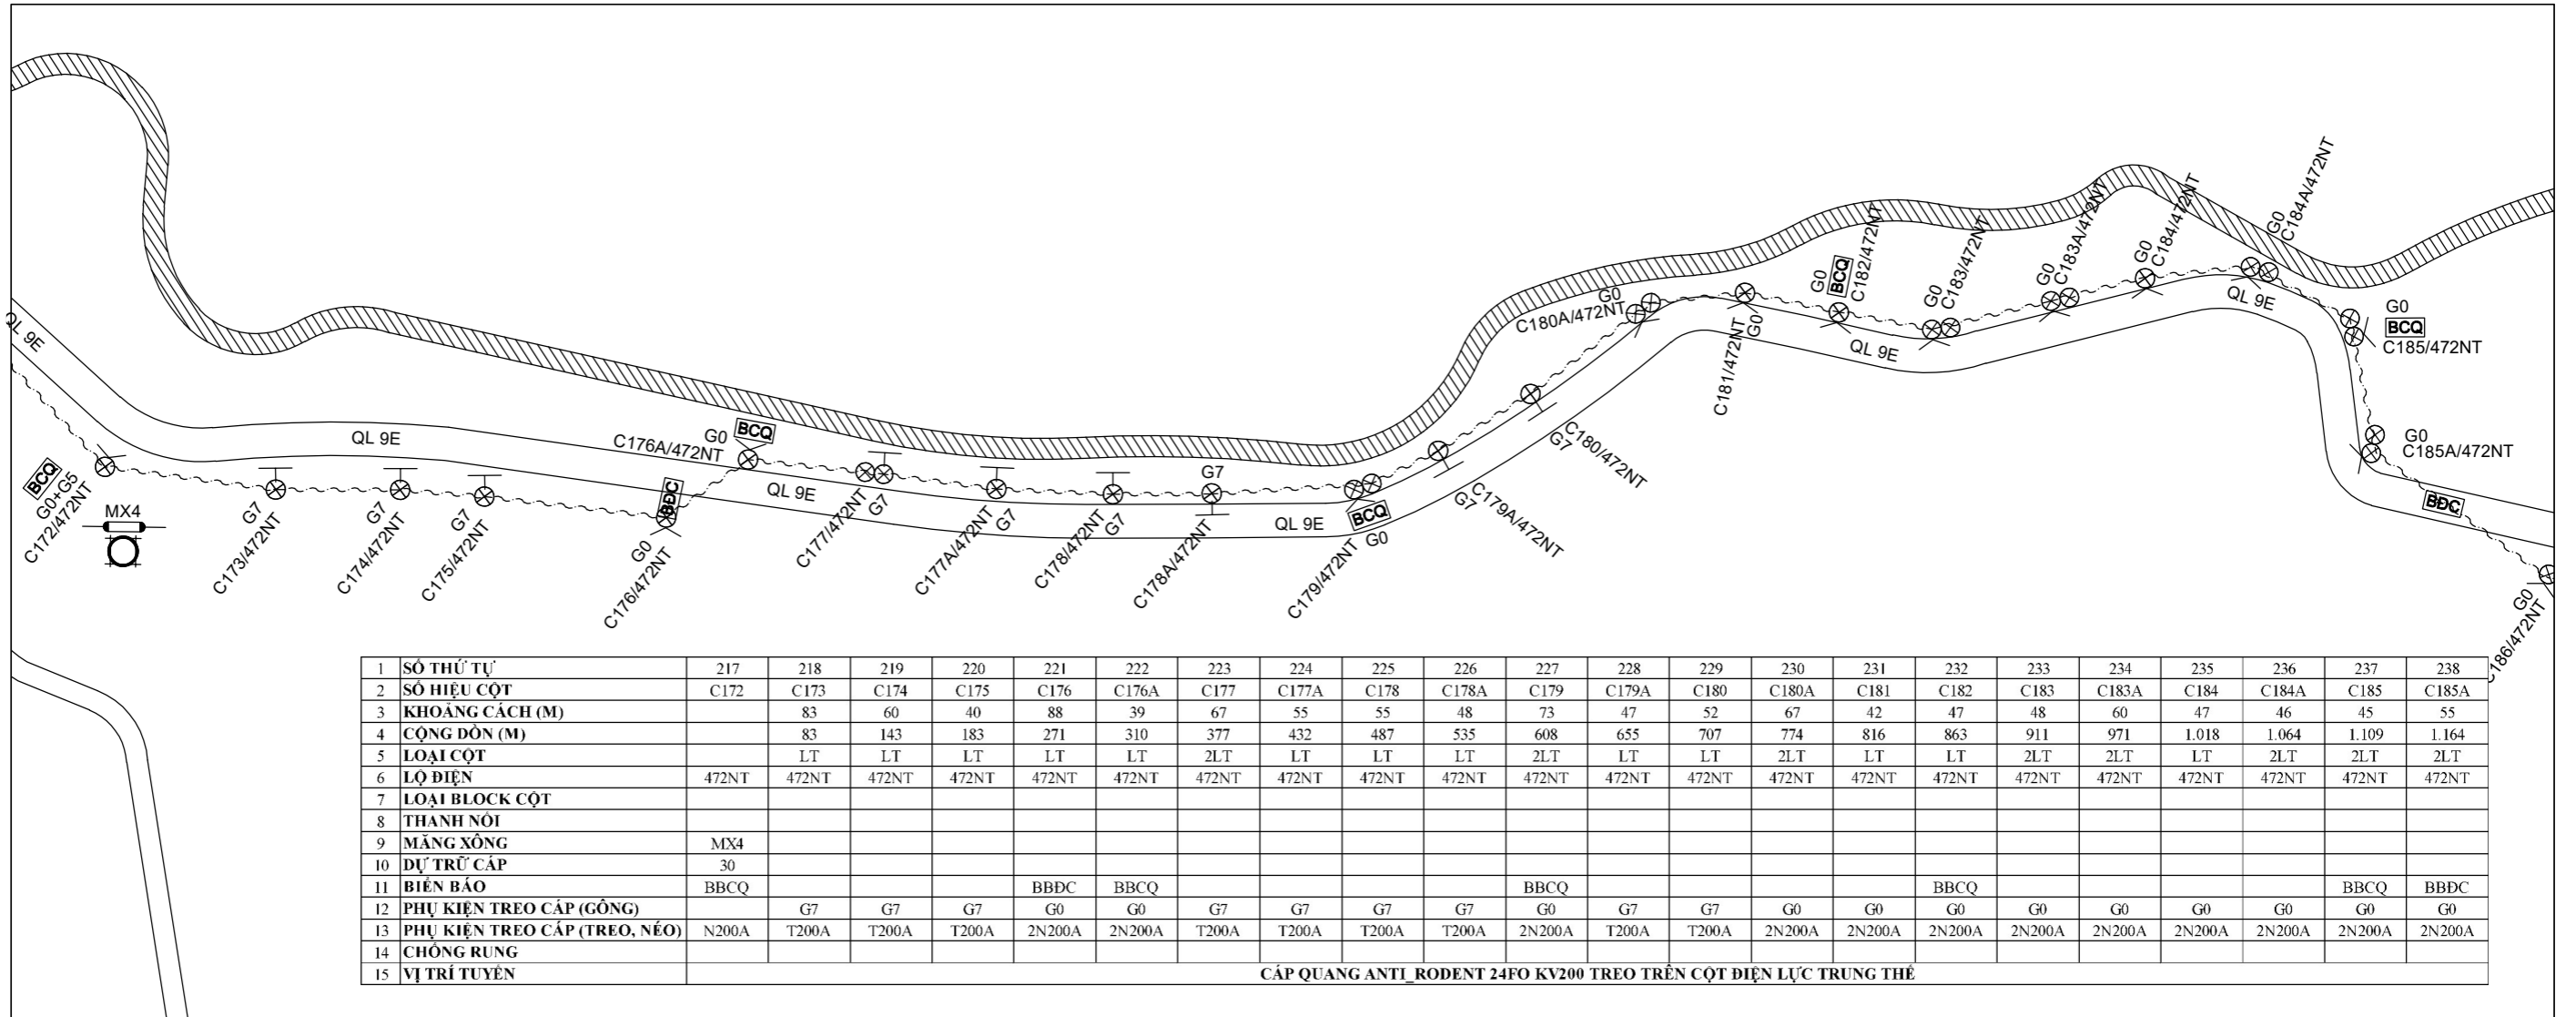 QL 9E
BCQ
G0+G5
C172/472NT
MX4
G7
C173/472NT
QL 9E
G7
C174/472NT
G7
C175/472NT
BĐC
G0
C176/472NT
C176A/472NT
G0
BCQ
QL 9E
C177/472NT
G7
C177A/472NT
G7
C178/472NT
G7
G7
C178A/472NT
QL 9E
C179/472NT
BCQ
G0
G7
C179A/472NT
G7
C180/472NT
G0
C180A/472NT
C181/472NT
G0
G0
BCQ
C182/472NT
QL 9E
G0
C183/472NT
G0
C183A/472NT
G0
C184/472NT
QL 9E
G0
C184A/472NT
G0
BCQ
C185/472NT
G0
C185A/472NT
BĐC
G0
C186/472NT
1 SỐ THỨ TỰ 217 218 219 220 221 222 223 224 225 226 227 228 229 230 231 232 233 234 235 236 237 238
2 SỐ HIỆU CỘT C172 C173 C174 C175 C176 C176A C177 C177A C178 C178A C179 C179A C180 C180A C181 C182 C183 C183A C184 C184A C185 C185A
3 KHOẢNG CÁCH (M) 83 60 40 88 39 67 55 55 48 73 47 52 67 42 47 48 60 47 46 45 55
4 CỘNG DỒN (M) 83 143 183 271 310 377 432 487 535 608 655 707 774 816 863 911 971 1.018 1.064 1.109 1.164
5 LOẠI CỘT LT LT LT LT LT 2LT LT LT LT 2LT LT LT 2LT LT LT 2LT 2LT LT 2LT 2LT 2LT
6 LỘ ĐIỆN 472NT 472NT 472NT 472NT 472NT 472NT 472NT 472NT 472NT 472NT 472NT 472NT 472NT 472NT 472NT 472NT 472NT 472NT 472NT 472NT 472NT 472NT
7 LOẠI BLOCK CỘT
8 THANH NỐI
9 MĂNG XÔNG MX4
10 DỰ TRỮ CÁP 30
11 BIỂN BÁO BBCQ BBĐC BBCQ BBCQ BBCQ BBCQ BBĐC
12 PHỤ KIỆN TREO CÁP (GÔNG) G7 G7 G7 G0 G0 G7 G7 G7 G7 G0 G7 G7 G0 G0 G0 G0 G0 G0 G0 G0 G0
13 PHỤ KIỆN TREO CÁP (TREO, NÉO) N200A T200A T200A T200A 2N200A 2N200A T200A T200A T200A T200A 2N200A T200A T200A 2N200A 2N200A 2N200A 2N200A 2N200A 2N200A 2N200A 2N200A 2N200A
14 CHỐNG RUNG
15 VỊ TRÍ TUYẾN CÁP QUANG ANTI_RODENT 24FO KV200 TREO TRÊN CỘT ĐIỆN LỰC TRUNG THẾ